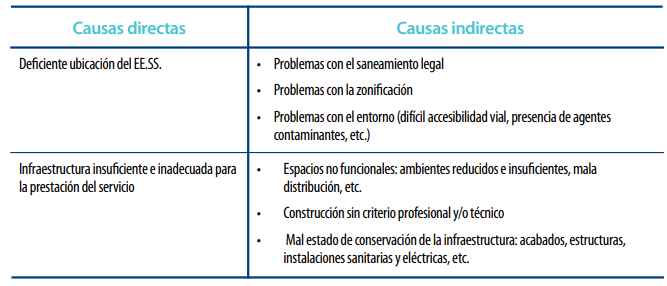 Causas directas
Causas indirectas
Deficiente ubicación del EE.SS.
• Problemas con el saneamiento legal
• Problemas con la zonificación
• Problemas con el entorno (difícil accesibilidad vial, presencia de agentes
contaminantes, etc.)
Infraestructura insuficiente e inadecuada para
la prestación del servicio
• Espacios no funcionales: ambientes reducidos e insuficientes, mala
distribución, etc.
• Construcción sin criterio profesional y/o técnico
• Mal estado de conservación de la infraestructura: acabados, estructuras,
instalaciones sanitarias y eléctricas, etc.